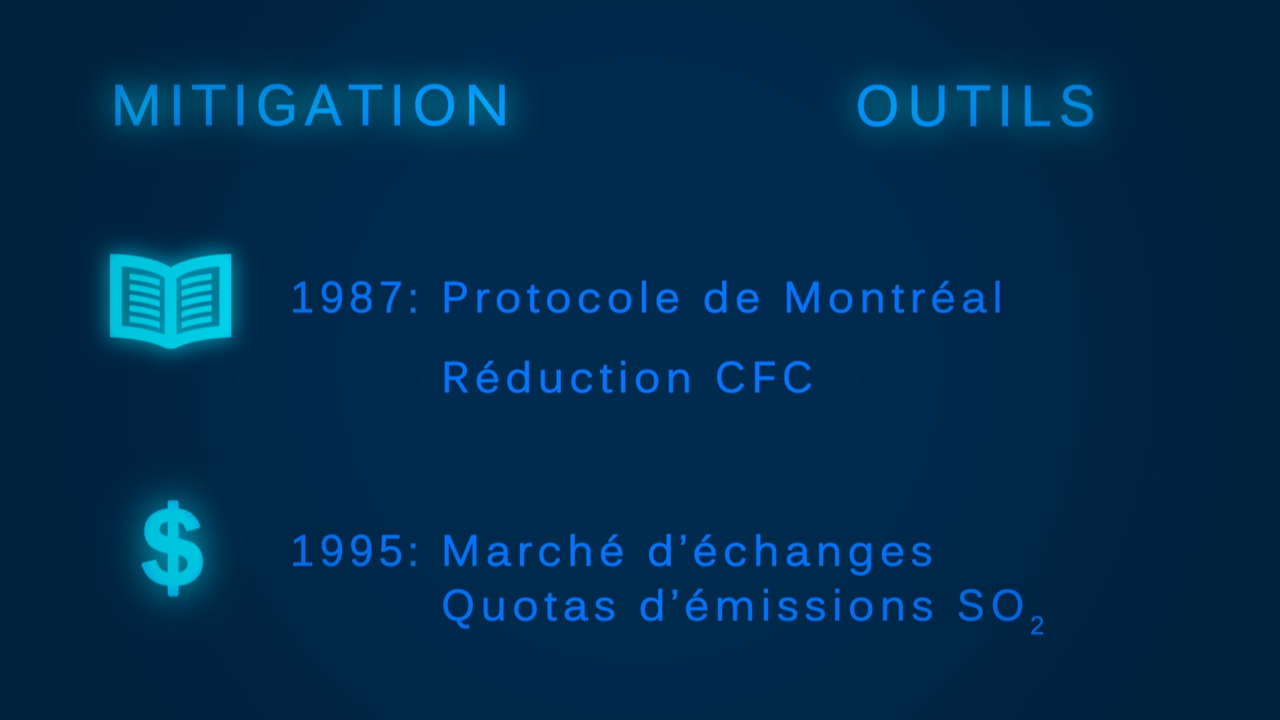 MITIGATION OUTILS
1987: Protocole de Montréal
Réduction CFC
1995: Marché d’échanges
Quotas d’émissions SO₂